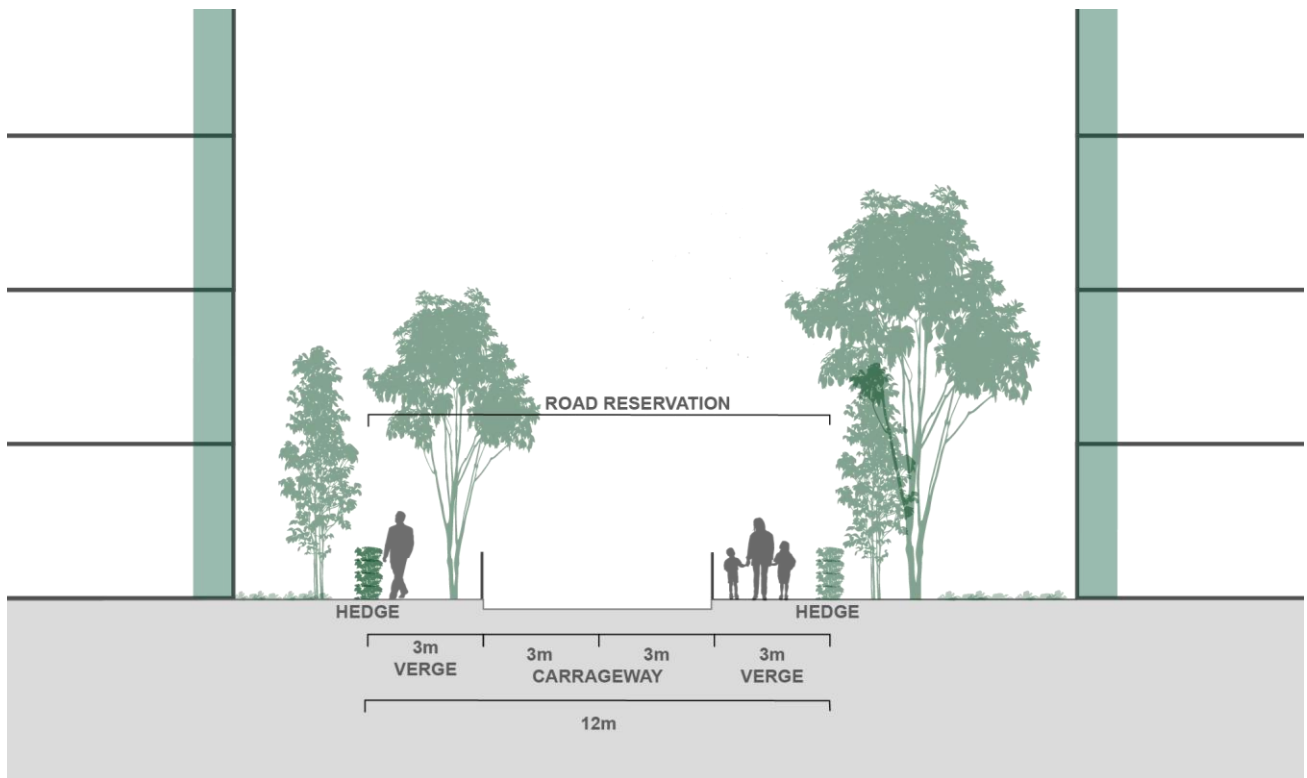 ROAD RESERVATION
HEDGE
HEDGE
3m
VERGE
3m
3m
CARRAGEWAY
3m
VERGE
12m